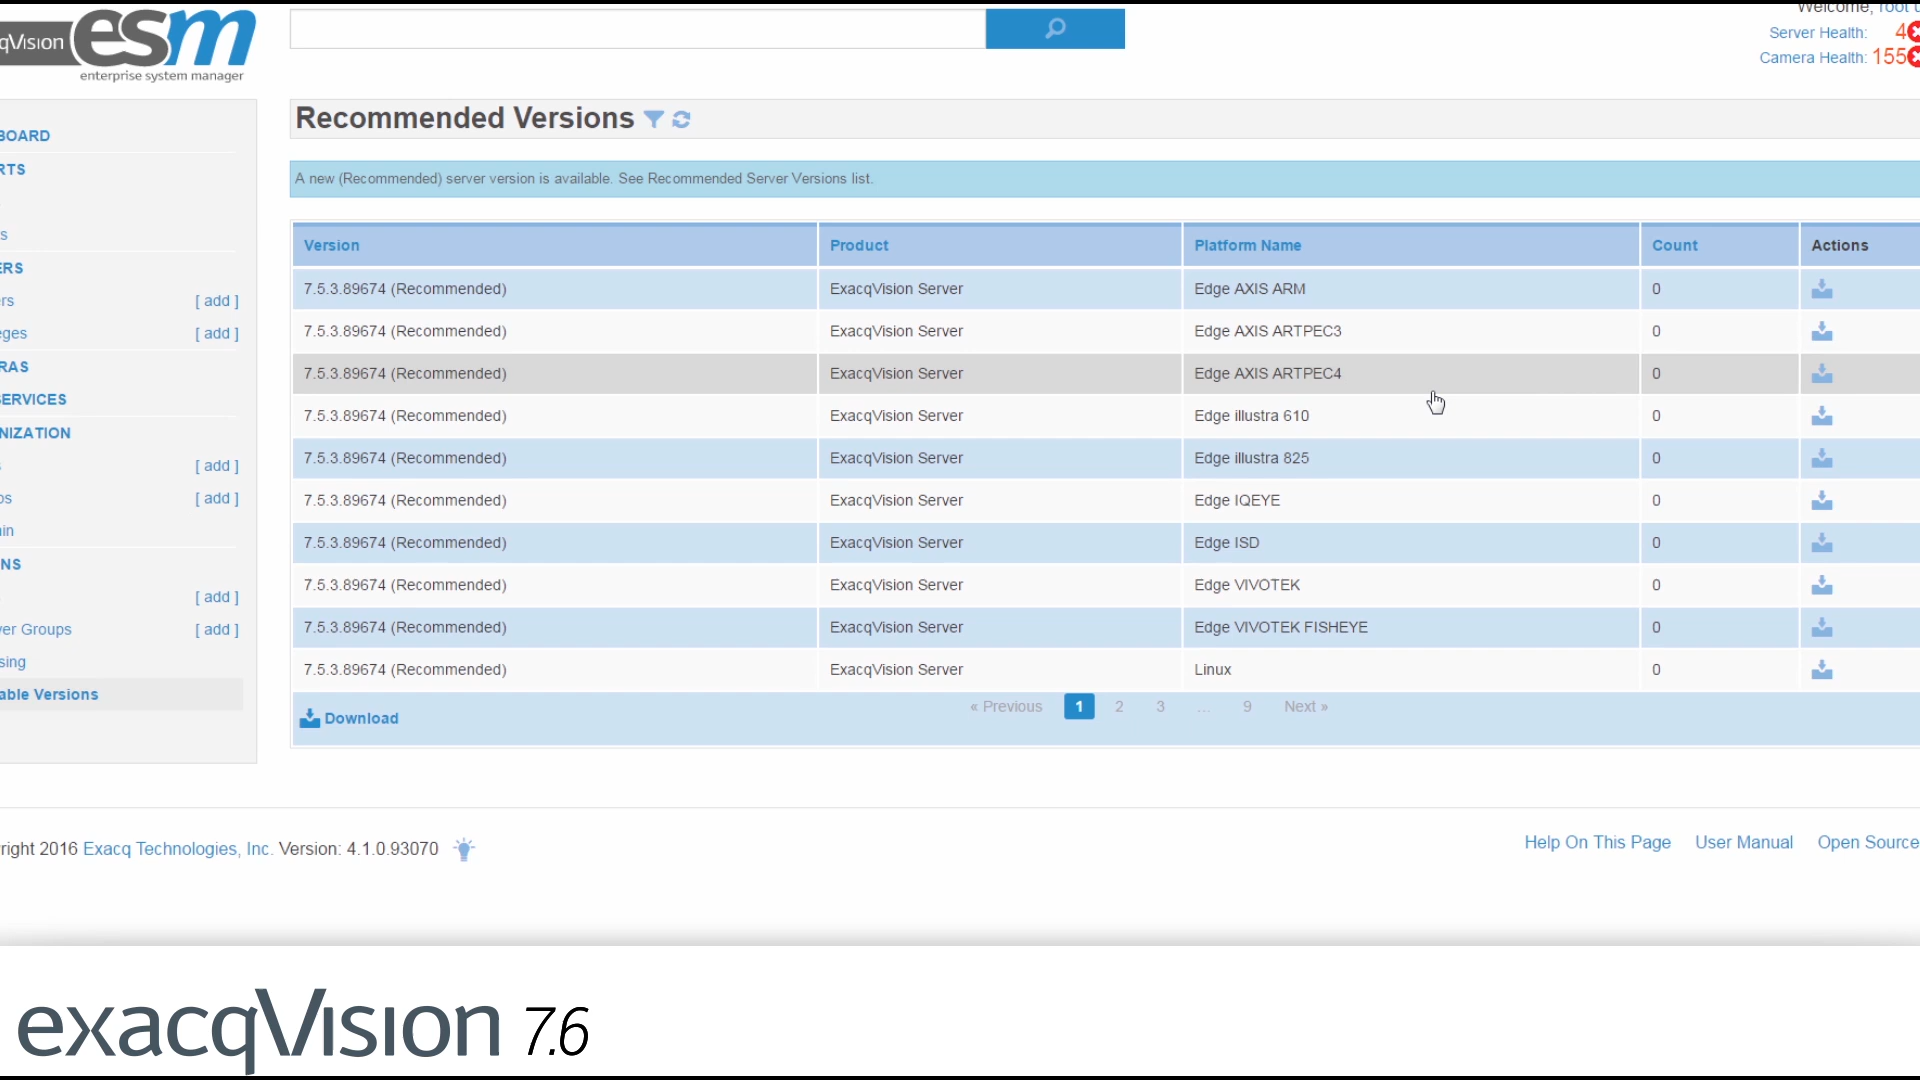 qVision esm
enterprise system manager
Welcome, root
Server Health: 4
Camera Health: 155
BOARD
RTS
s
ERS
rs [ add ]
eges [ add ]
RAS
SERVICES
NIZATION
s [ add ]
os [ add ]
in
NS
[ add ]
ver Groups [ add ]
sing
able Versions
Recommended Versions
A new (Recommended) server version is available. See Recommended Server Versions list.
Version Product Platform Name Count Actions
7.5.3.89674 (Recommended) ExacqVision Server Edge AXIS ARM 0
7.5.3.89674 (Recommended) ExacqVision Server Edge AXIS ARTPEC3 0
7.5.3.89674 (Recommended) ExacqVision Server Edge AXIS ARTPEC4 0
7.5.3.89674 (Recommended) ExacqVision Server Edge illustra 610 0
7.5.3.89674 (Recommended) ExacqVision Server Edge illustra 825 0
7.5.3.89674 (Recommended) ExacqVision Server Edge IQEYE 0
7.5.3.89674 (Recommended) ExacqVision Server Edge ISD 0
7.5.3.89674 (Recommended) ExacqVision Server Edge VIVOTEK 0
7.5.3.89674 (Recommended) ExacqVision Server Edge VIVOTEK FISHEYE 0
7.5.3.89674 (Recommended) ExacqVision Server Linux 0
Download « Previous 1 2 3 ... 9 Next »
right 2016 Exacq Technologies, Inc. Version: 4.1.0.93070
Help On This Page User Manual Open Source
exacqVision 7.6